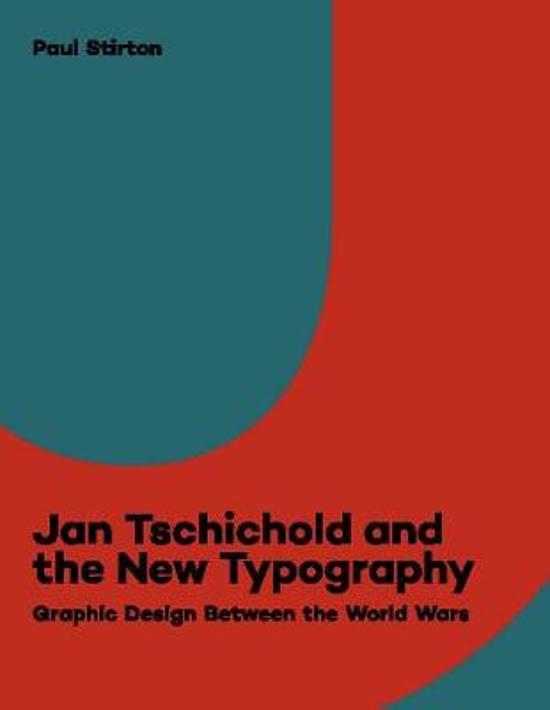 Paul Stirton
Jan Tschichold and
the New Typography
Graphic Design Between the World Wars